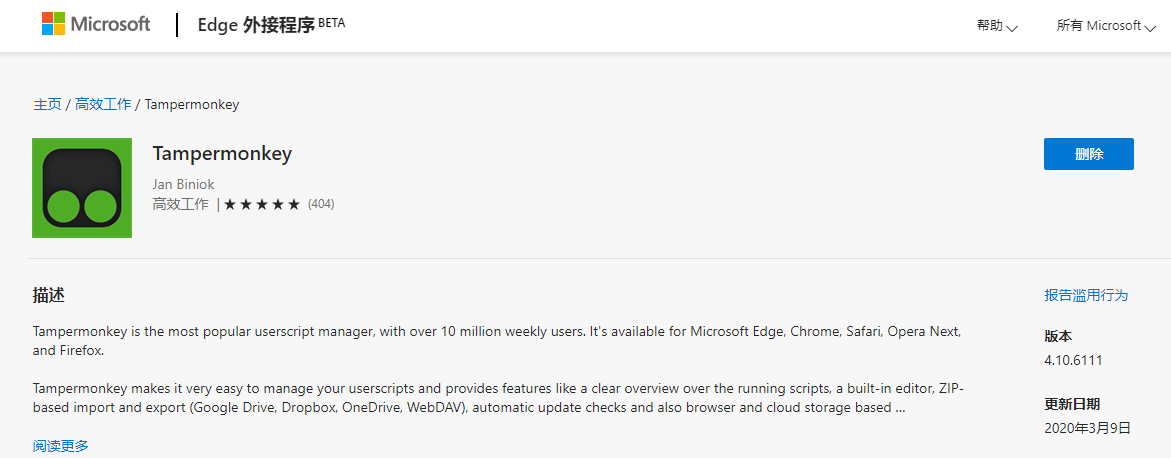 Microsoft | Edge 外接程序 BETA 帮助 所有 Microsoft
主页 / 高效工作 / Tampermonkey
Tampermonkey
删除
Jan Biniok
高效工作 | ★ ★ ★ ★ ★ (404)
描述
Tampermonkey is the most popular userscript manager, with over 10 million weekly users. It's available for Microsoft Edge, Chrome, Safari, Opera Next,
and Firefox.
Tampermonkey makes it very easy to manage your userscripts and provides features like a clear overview over the running scripts, a built-in editor, ZIP-
based import and export (Google Drive, Dropbox, OneDrive, WebDAV), automatic update checks and also browser and cloud storage based ...
阅读更多
报告滥用行为
版本
4.10.6111
更新日期
2020年3月9日